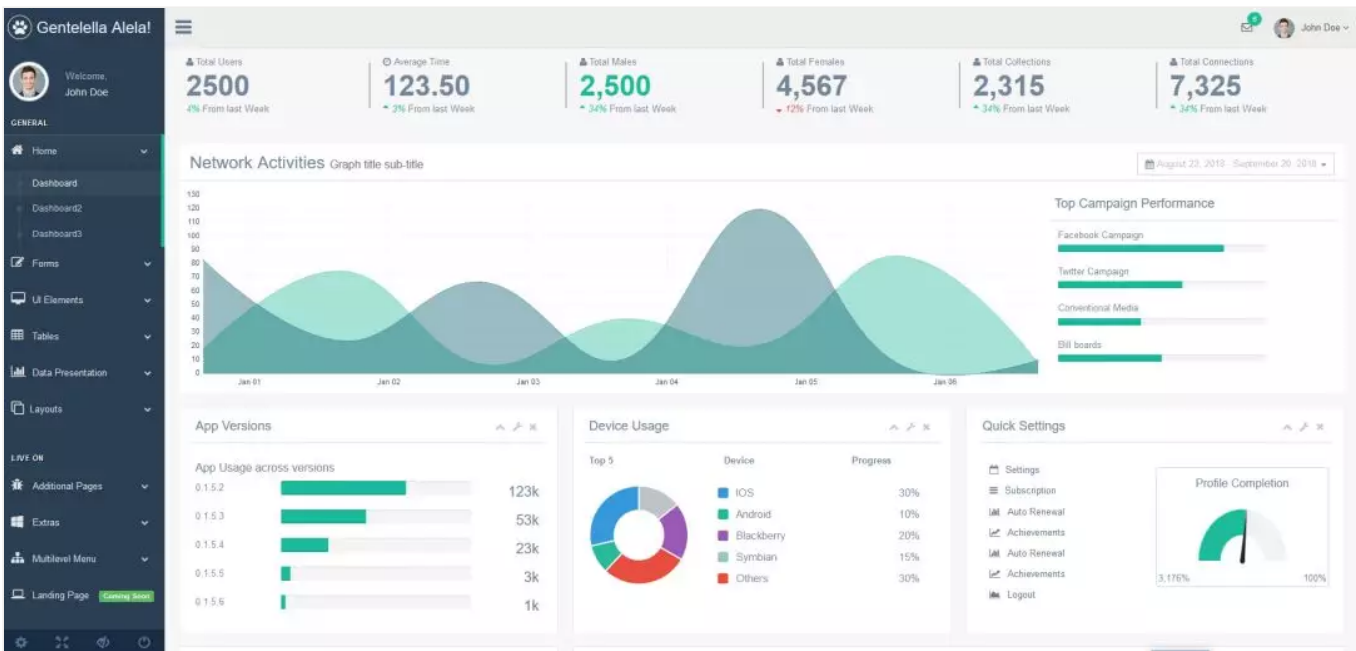 Gentelella Alela!
Welcome,
John Doe
GENERAL
Home
Dashboard
Dashboard2
Dashboard3
Forms
UI Elements
Tables
Data Presentation
Layouts
LIVE ON
Additional Pages
Extras
Multilevel Menu
Landing Page Coming Soon
6
John Doe
Total Users
2500
4% From last Week
Average Time
123.50
3% From last Week
Total Males
2,500
34% From last Week
Total Females
4,567
12% From last Week
Total Collections
2,315
34% From last Week
Total Connections
7,325
34% From last Week
Network Activities Graph title sub-title
August 23, 2018 - September 20, 2018
130
120
110
100
90
80
70
60
50
40
30
20
10
0
Jan 01 Jan 02 Jan 03 Jan 04 Jan 05 Jan 06
Top Campaign Performance
Facebook Campaign
Twitter Campaign
Conventional Media
Bill boards
App Versions
App Usage across versions
0.1.5.2 123k
0.1.5.3 53k
0.1.5.4 23k
0.1.5.5 3k
0.1.5.6 1k
Device Usage
Top 5 Device Progress
IOS 30%
Android 10%
Blackberry 20%
Symbian 15%
Others 30%
Quick Settings
Settings
Subscription
Auto Renewal
Achievements
Auto Renewal
Achievements
Logout
Profile Completion
3,176% 100%